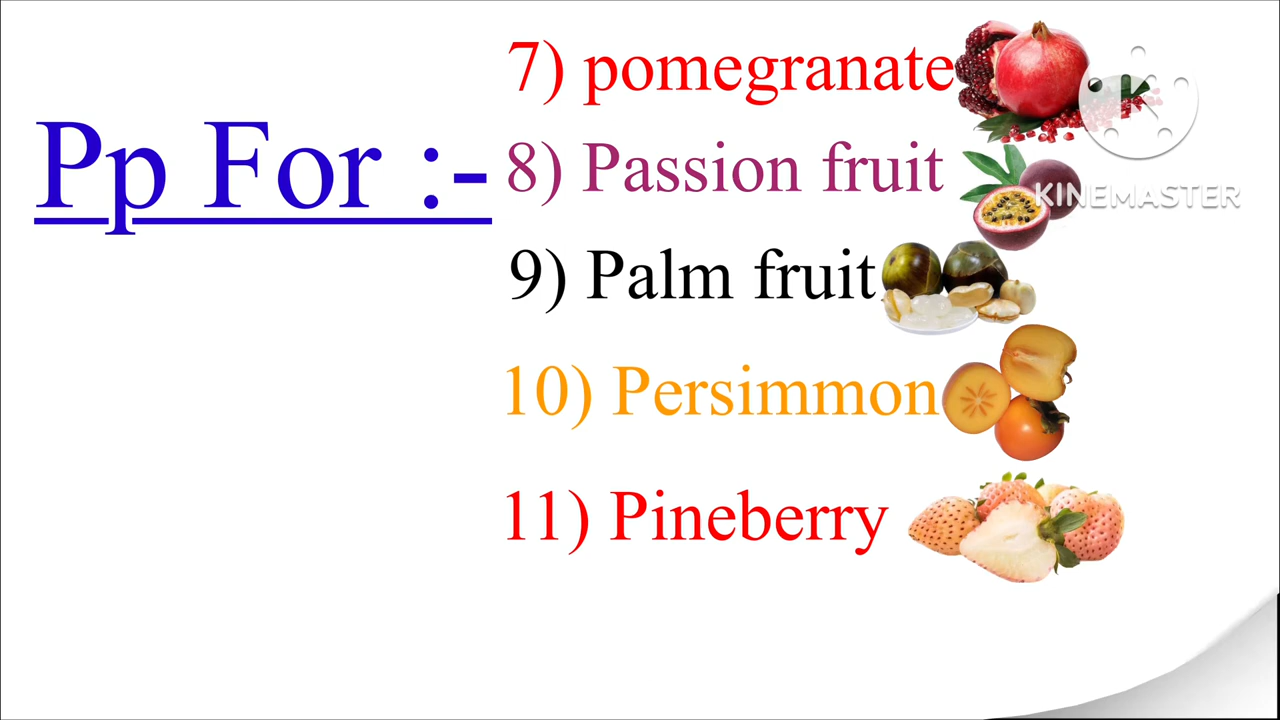 Pp For :-
7) pomegranate
8) Passion fruit
9) Palm fruit
10) Persimmon
11) Pineberry
K
KINEMASTER